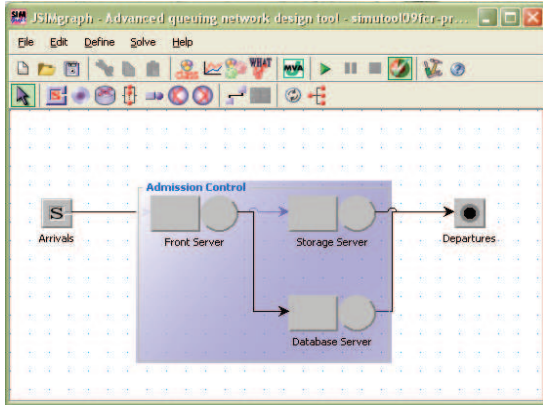 JSIMgraph - Advanced queuing network design tool - simutool09fcr-pr...
File Edit Define Solve Help
WHAT MVA
Admission Control
S
Arrivals
Front Server
Storage Server
Departures
Database Server